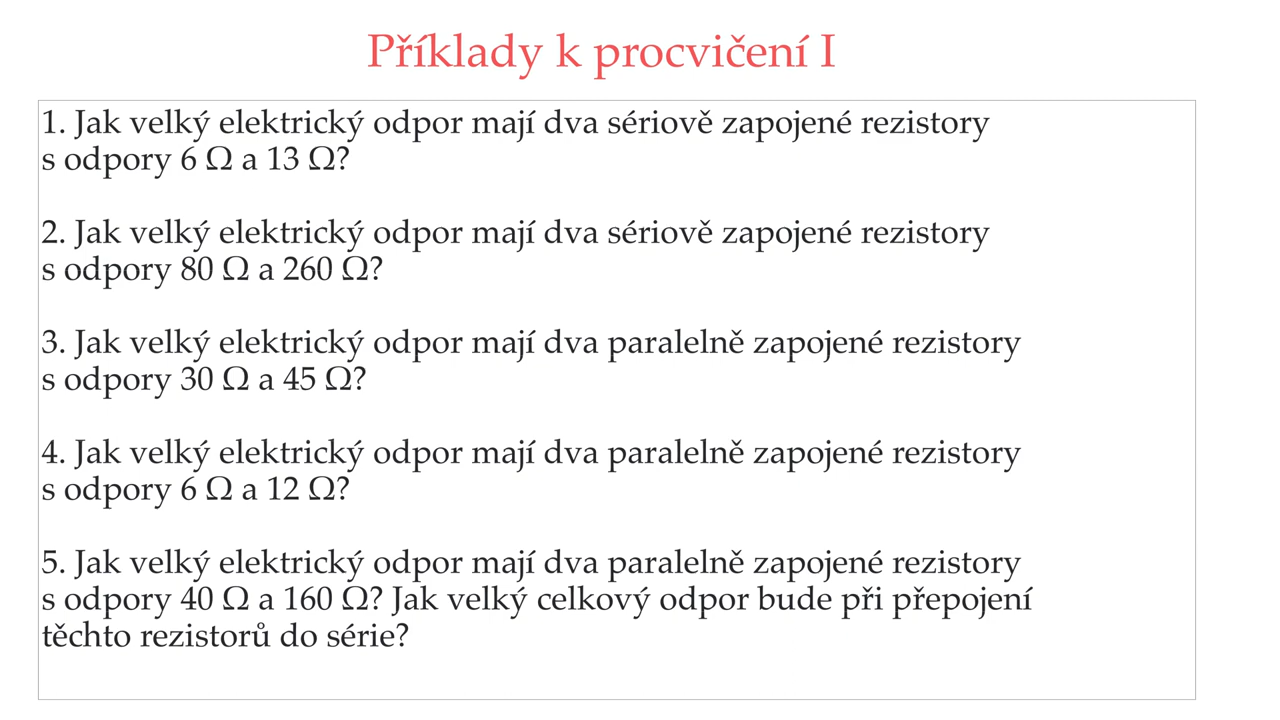 Příklady k procvičení I
1. Jak velký elektrický odpor mají dva sériově zapojené rezistory
s odpory 6 Ω a 13 Ω?
2. Jak velký elektrický odpor mají dva sériově zapojené rezistory
s odpory 80 Ω a 260 Ω?
3. Jak velký elektrický odpor mají dva paralelně zapojené rezistory
s odpory 30 Ω a 45 Ω?
4. Jak velký elektrický odpor mají dva paralelně zapojené rezistory
s odpory 6 Ω a 12 Ω?
5. Jak velký elektrický odpor mají dva paralelně zapojené rezistory
s odpory 40 Ω a 160 Ω? Jak velký celkový odpor bude při přepojení
těchto rezistorů do série?